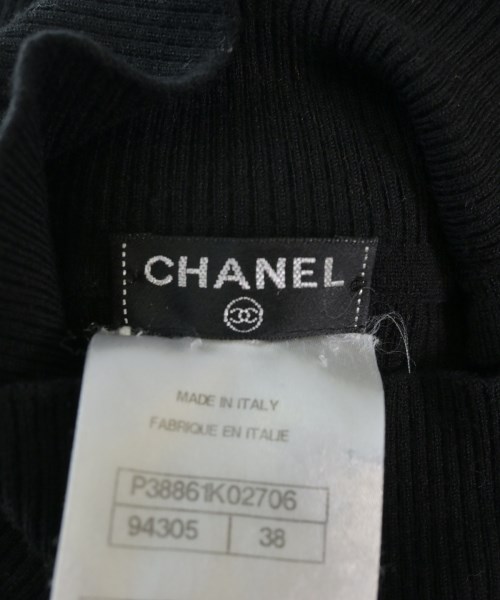 CHANEL
MADE IN ITALY
FABRIQUE EN ITALIE
P38861K02706
94305 38